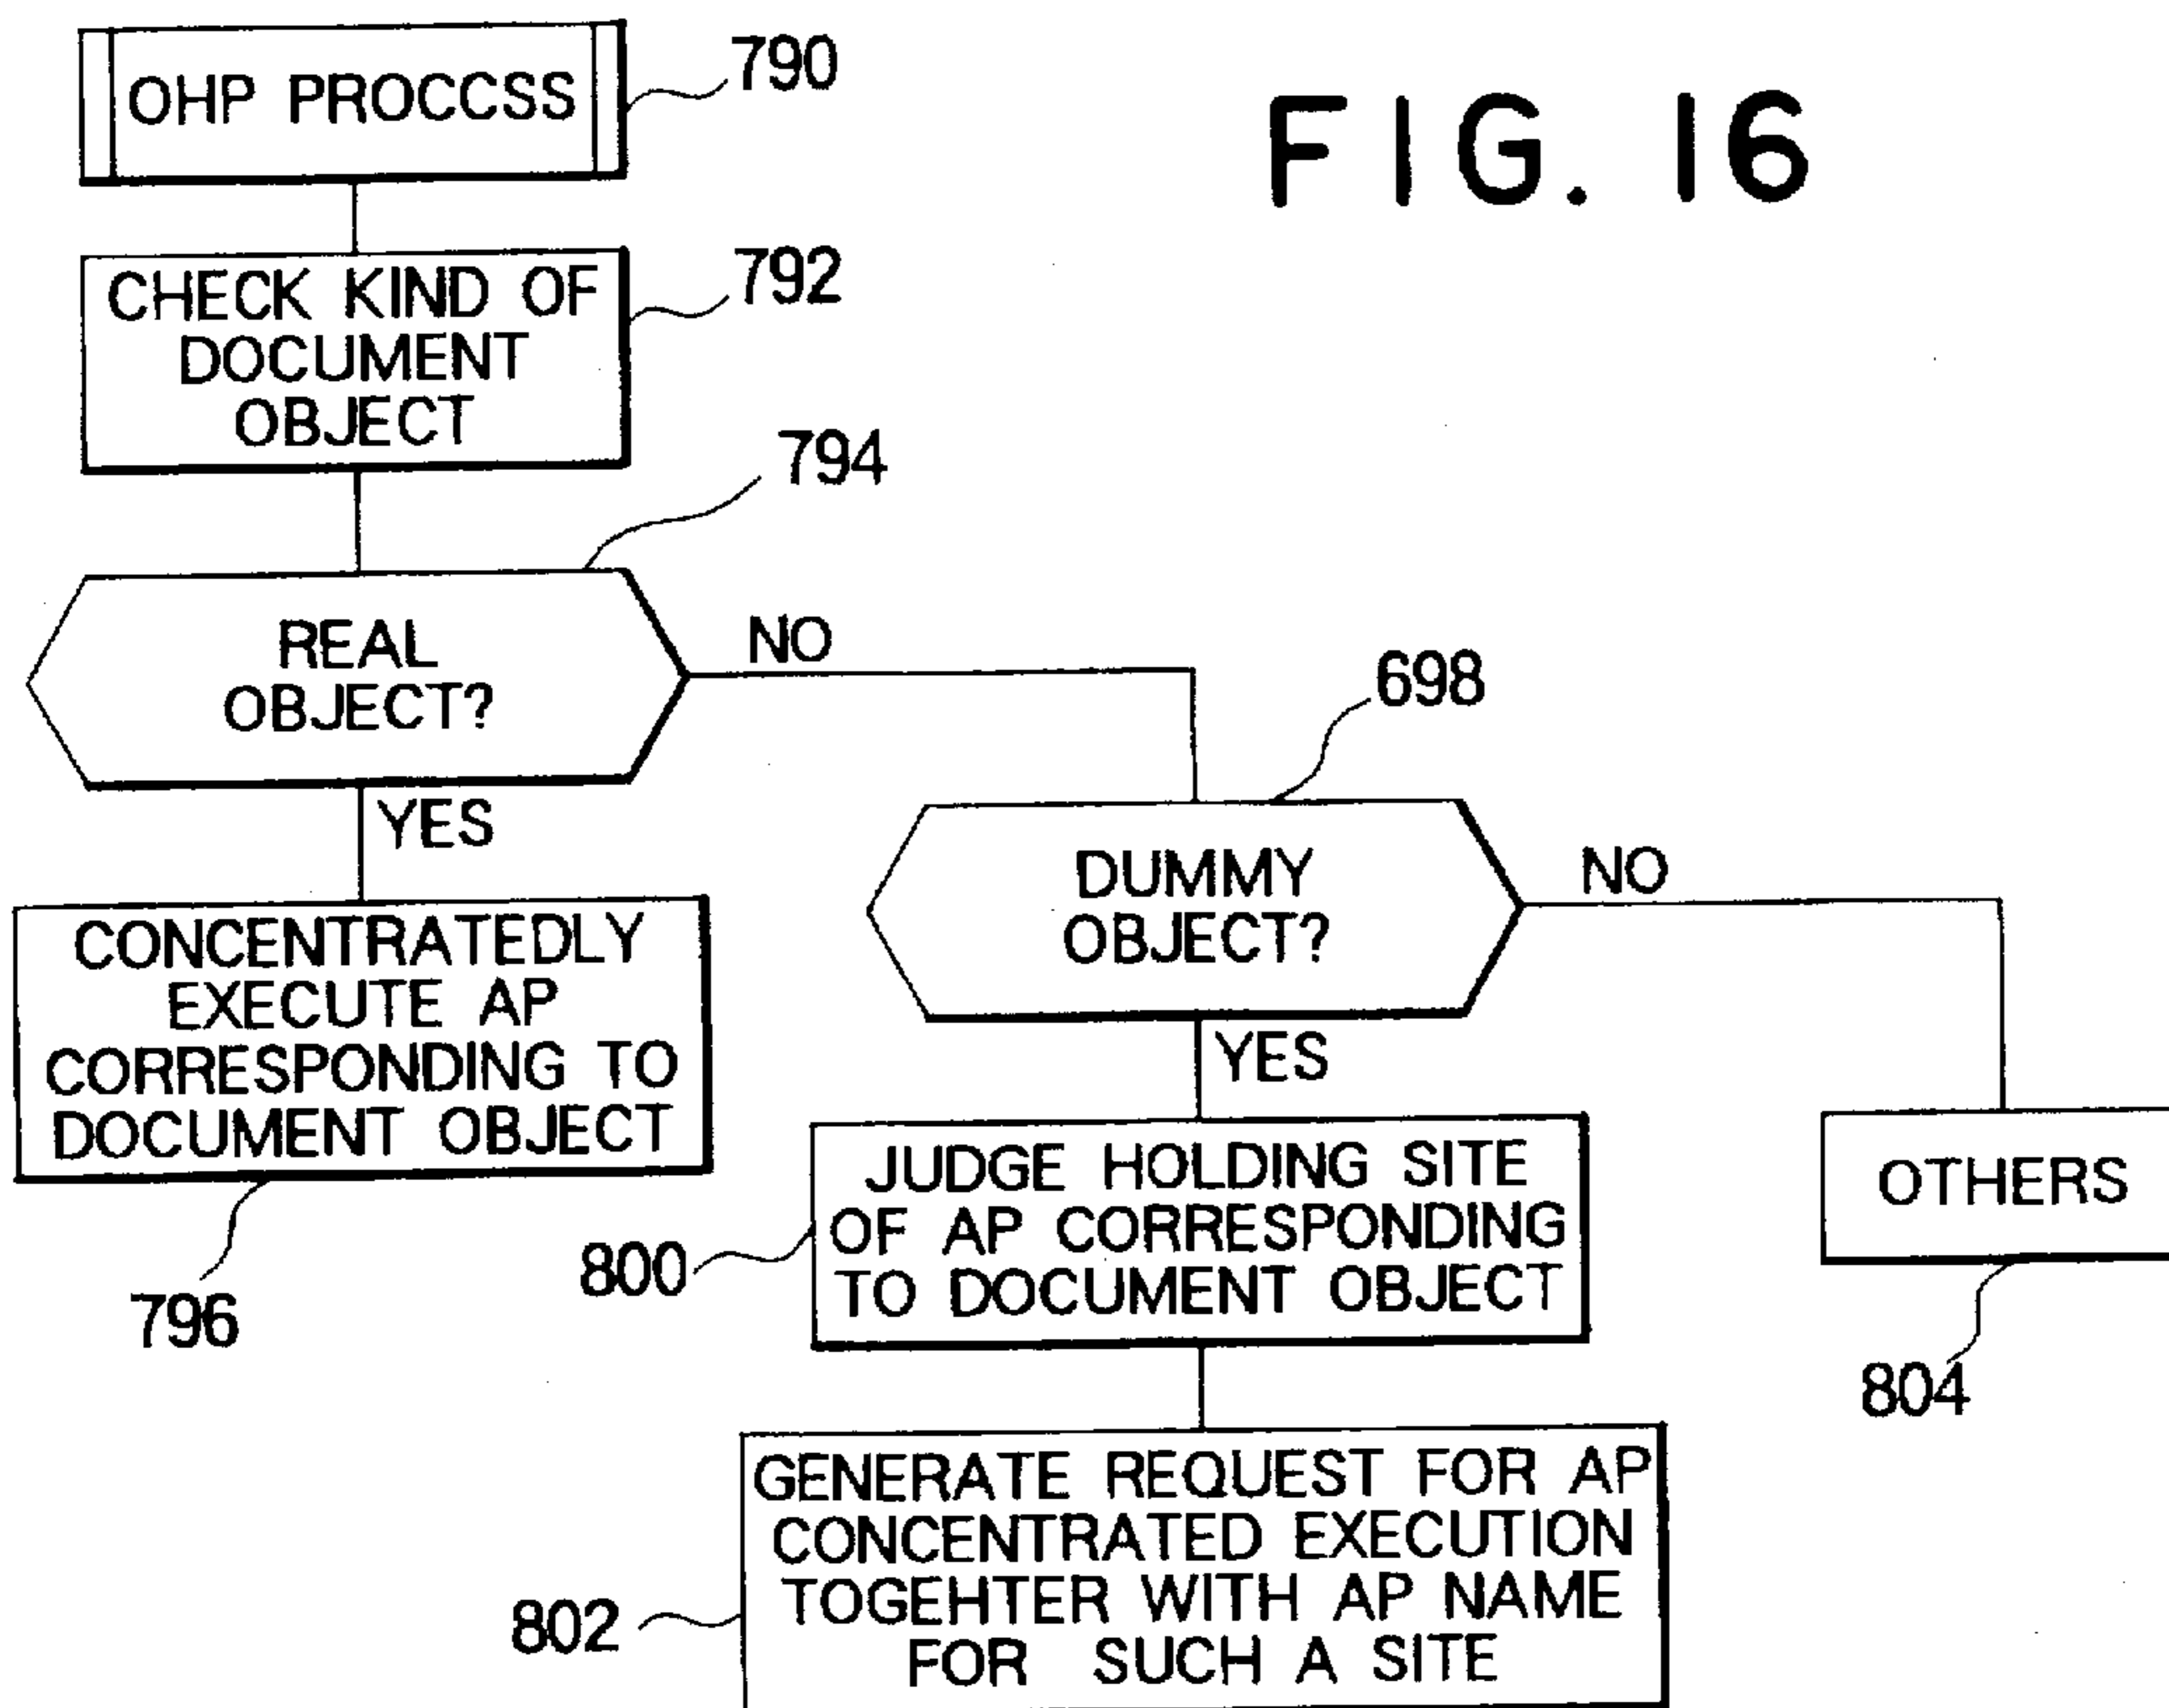 OHP PROCCSS
790
FIG. 16
CHECK KIND OF
DOCUMENT
OBJECT
792
794
REAL
OBJECT?
NO
YES
698
DUMMY
OBJECT?
NO
YES
CONCENTRATEDLY
EXECUTE AP
CORRESPONDING TO
DOCUMENT OBJECT
796
JUDGE HOLDING SITE
OF AP CORRESPONDING
TO DOCUMENT OBJECT
800
OTHERS
804
GENERATE REQUEST FOR AP
CONCENTRATED EXECUTION
TOGEHTER WITH AP NAME
FOR SUCH A SITE
802